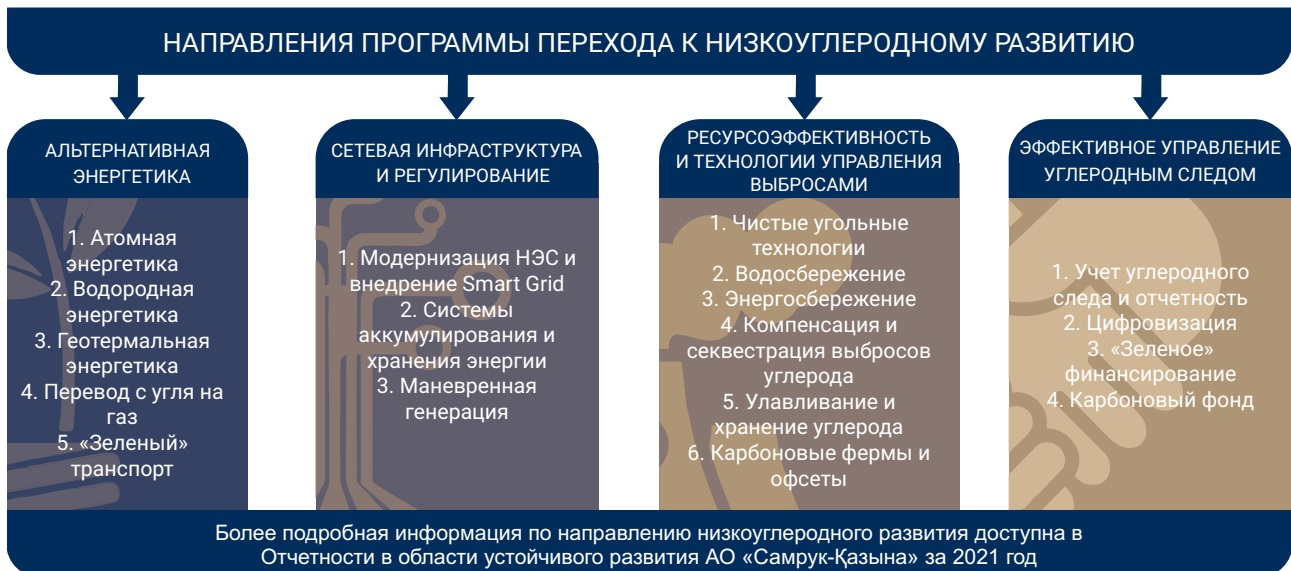 НАПРАВЛЕНИЯ ПРОГРАММЫ ПЕРЕХОДА К НИЗКОУГЛЕРОДНОМУ РАЗВИТИЮ
АЛЬТЕРНАТИВНАЯ
ЭНЕРГЕТИКА
1. Атомная
энергетика
2. Водородная
энергетика
3. Геотермальная
энергетика
4. Перевод с угля на
газ
5. «Зеленый»
транспорт
СЕТЕВАЯ ИНФРАСТРУКТУРА
И РЕГУЛИРОВАНИЕ
1. Модернизация НЭС и
внедрение Smart Grid
2. Системы
аккумулирования и
хранения энергии
3. Маневренная
генерация
РЕСУРСОЭФФЕКТИВНОСТЬ
И ТЕХНОЛОГИИ УПРАВЛЕНИЯ
ВЫБРОСАМИ
1. Чистые угольные
технологии
2. Водосбережение
3. Энергосбережение
4. Компенсация и
секвестрация выбросов
углерода
5. Улавливание и
хранение углерода
6. Карбоновые фермы и
офсеты
ЭФФЕКТИВНОЕ УПРАВЛЕНИЕ
УГЛЕРОДНЫМ СЛЕДОМ
1. Учет углеродного
следа и отчетность
2. Цифровизация
3. «Зеленое»
финансирование
4. Карбоновый фонд
Более подробная информация по направлению низкоуглеродного развития доступна в
Отчетности в области устойчивого развития АО «Самрук-Қазына» за 2021 год